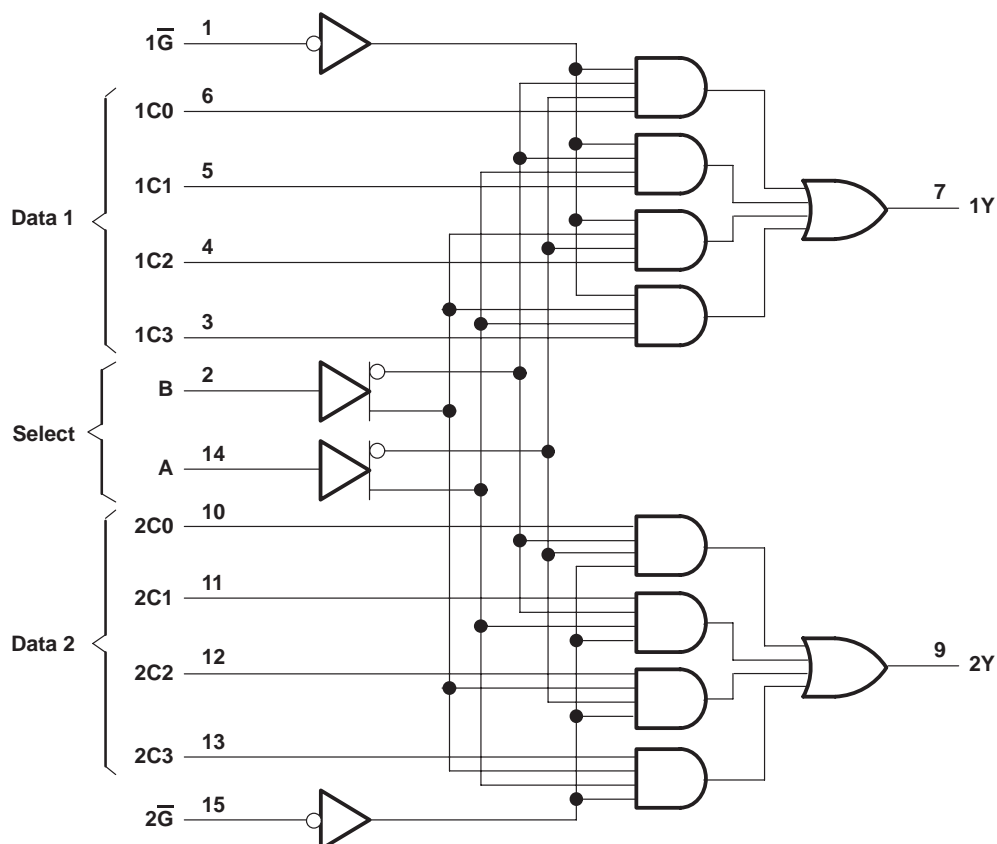 1G̅ 1
1C0 6
1C1 5
Data 1
1C2 4
1C3 3
7 1Y
B 2
Select
A 14
2C0 10
2C1 11
Data 2
2C2 12
9 2Y
2C3 13
2G̅ 15